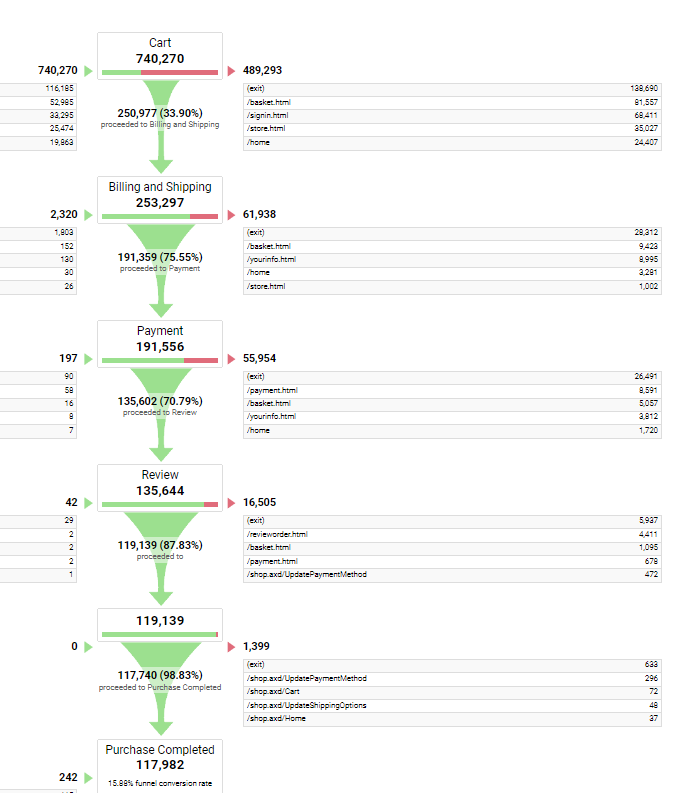 Cart
740,270
740,270
489,293
116,185
52,985
33,295
25,474
19,863
250,977 (33.90%)
proceeded to Billing and Shipping
(exit) 138,690
/basket.html 81,557
/signin.html 68,411
/store.html 35,027
/home 24,407
Billing and Shipping
253,297
2,320
61,938
1,803
152
130
30
26
191,359 (75.55%)
proceeded to Payment
(exit) 28,312
/basket.html 9,423
/yourinfo.html 8,995
/home 3,281
/store.html 1,002
Payment
191,556
197
55,954
90
58
16
8
7
135,602 (70.79%)
proceeded to Review
(exit) 26,491
/payment.html 8,591
/basket.html 5,057
/yourinfo.html 3,812
/home 1,720
Review
135,644
42
16,505
29
2
2
2
1
119,139 (87.83%)
proceeded to
(exit) 5,937
/revieworder.html 4,411
/basket.html 1,095
/payment.html 678
/shop.axd/UpdatePaymentMethod 472
119,139
0
1,399
117,740 (98.83%)
proceeded to Purchase Completed
(exit) 633
/shop.axd/UpdatePaymentMethod 296
/shop.axd/Cart 72
/shop.axd/UpdateShippingOptions 48
/shop.axd/Home 37
Purchase Completed
117,982
242
15.88% funnel conversion rate